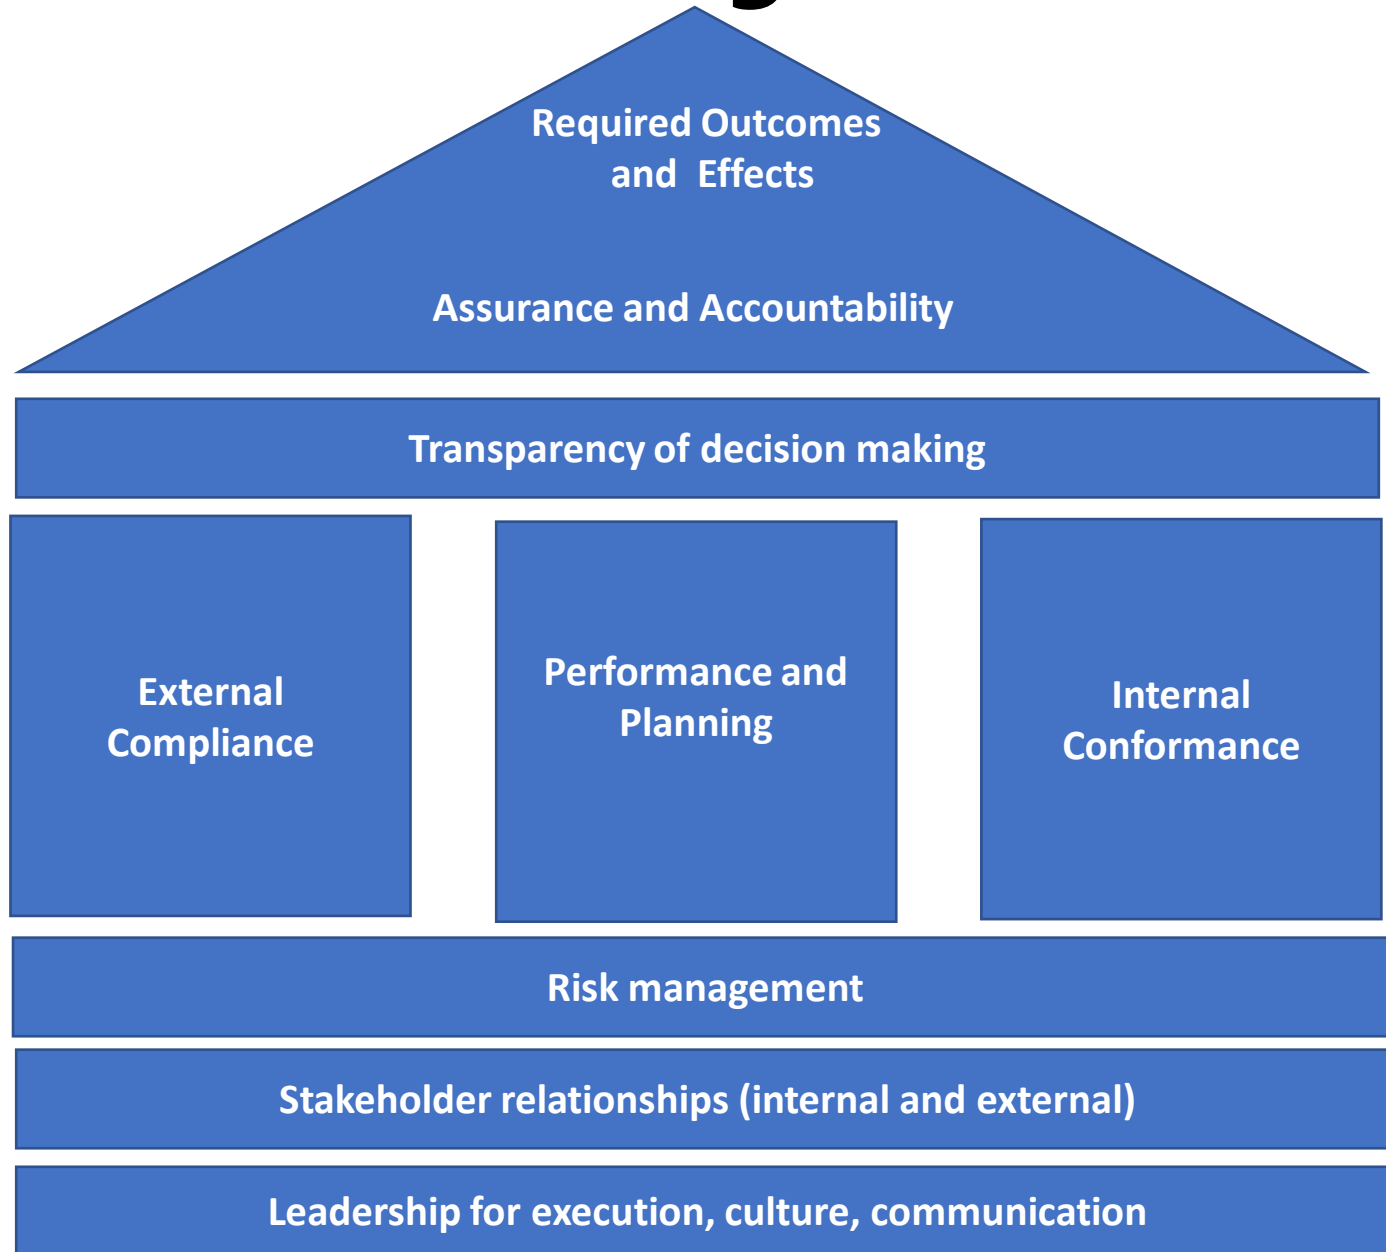 Required Outcomes
and Effects
Assurance and Accountability
Transparency of decision making
External
Compliance
Performance and
Planning
Internal
Conformance
Risk management
Stakeholder relationships (internal and external)
Leadership for execution, culture, communication